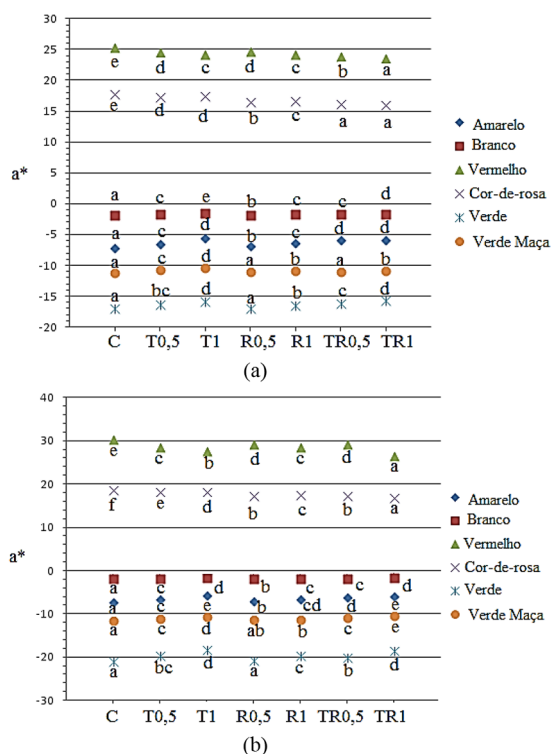 30
25
e d c d c b a
20
15
e d d b c a a
10
5
a c e b c c d
0
a c d b c d d
-5
a c d a b a b
-10
a bc d a b c d
-15
-20
a*
C T0,5 T1 R0,5 R1 TR0,5 TR1
Amarelo
Branco
Vermelho
Cor-de-rosa
Verde
Verde Maça
(a)
40
30
e c b d c d a
20
f e d b c b a
10
0
a c d b c c d
a c e b cd d e
-10
a c d ab b c e
-20
a bc d a c b d
-30
a*
C T0,5 T1 R0,5 R1 TR0,5 TR1
Amarelo
Branco
Vermelho
Cor-de-rosa
Verde
Verde Maça
(b)